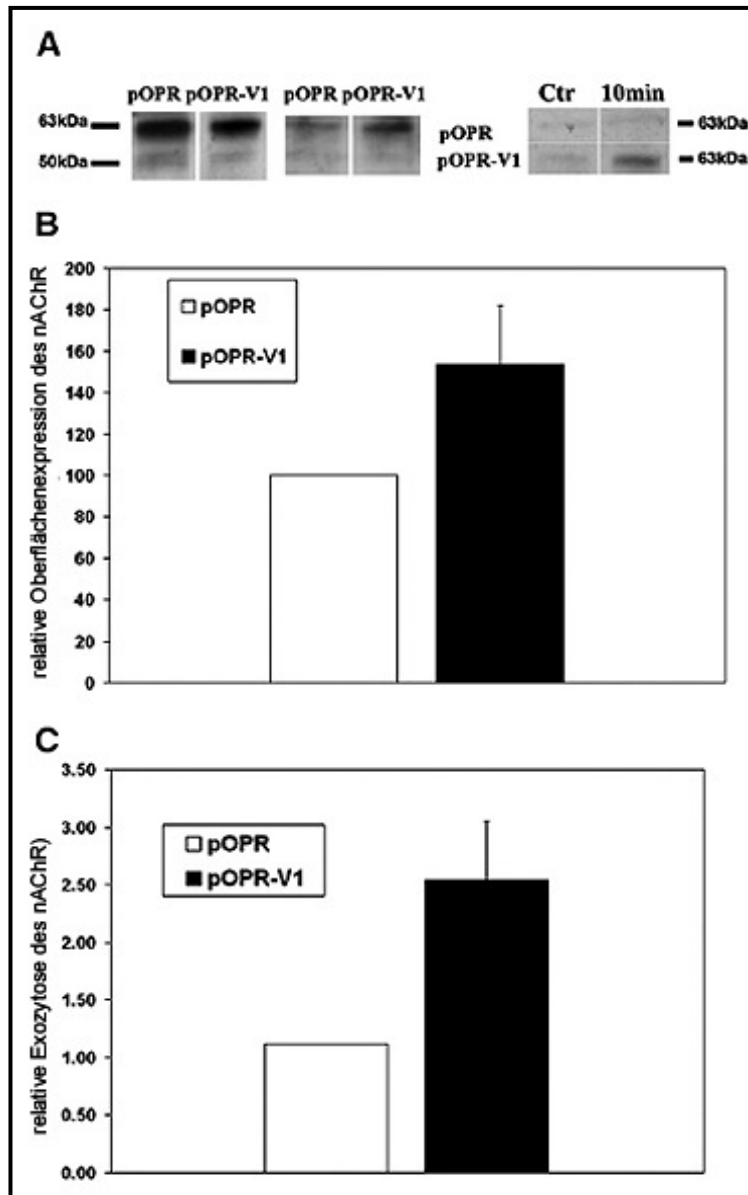 A
pOPR pOPR-V1 pOPR pOPR-V1 Ctr 10min
63kDa pOPR 63kDa
50kDa pOPR-V1 63kDa
B
relative Oberflächenexpression des nAChR
200
180
160
140
120
100
80
60
40
20
0
pOPR
pOPR-V1
C
relative Exozytose des nAChR)
3.50
3.00
2.50
2.00
1.50
1.00
0.50
0.00
pOPR
pOPR-V1